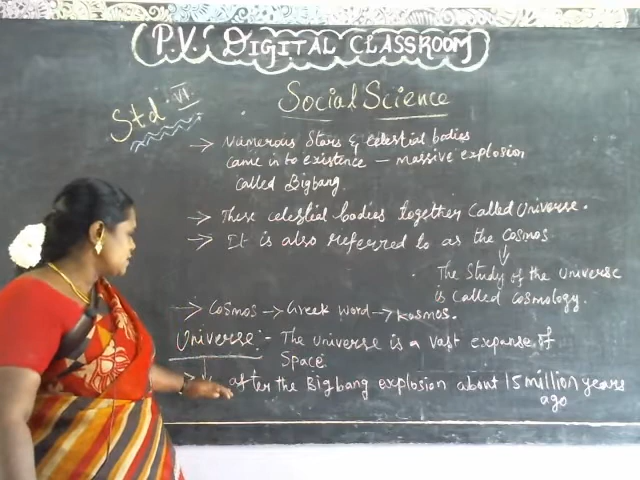 P.V. DIGITAL CLASSROOM
Std VI
Social Science
→ Numerous Stars & Celestial bodies
came in to existence – massive explosion
called Bigbang.
→ These celestial bodies together called Universe.
→ It is also referred to as the Cosmos
The Study of the universe
is called Cosmology.
→ Cosmos → Greek word → Kosmos.
Universe:- The universe is a vast expanse of
Space
after the Bigbang explosion about 15 million years
ago